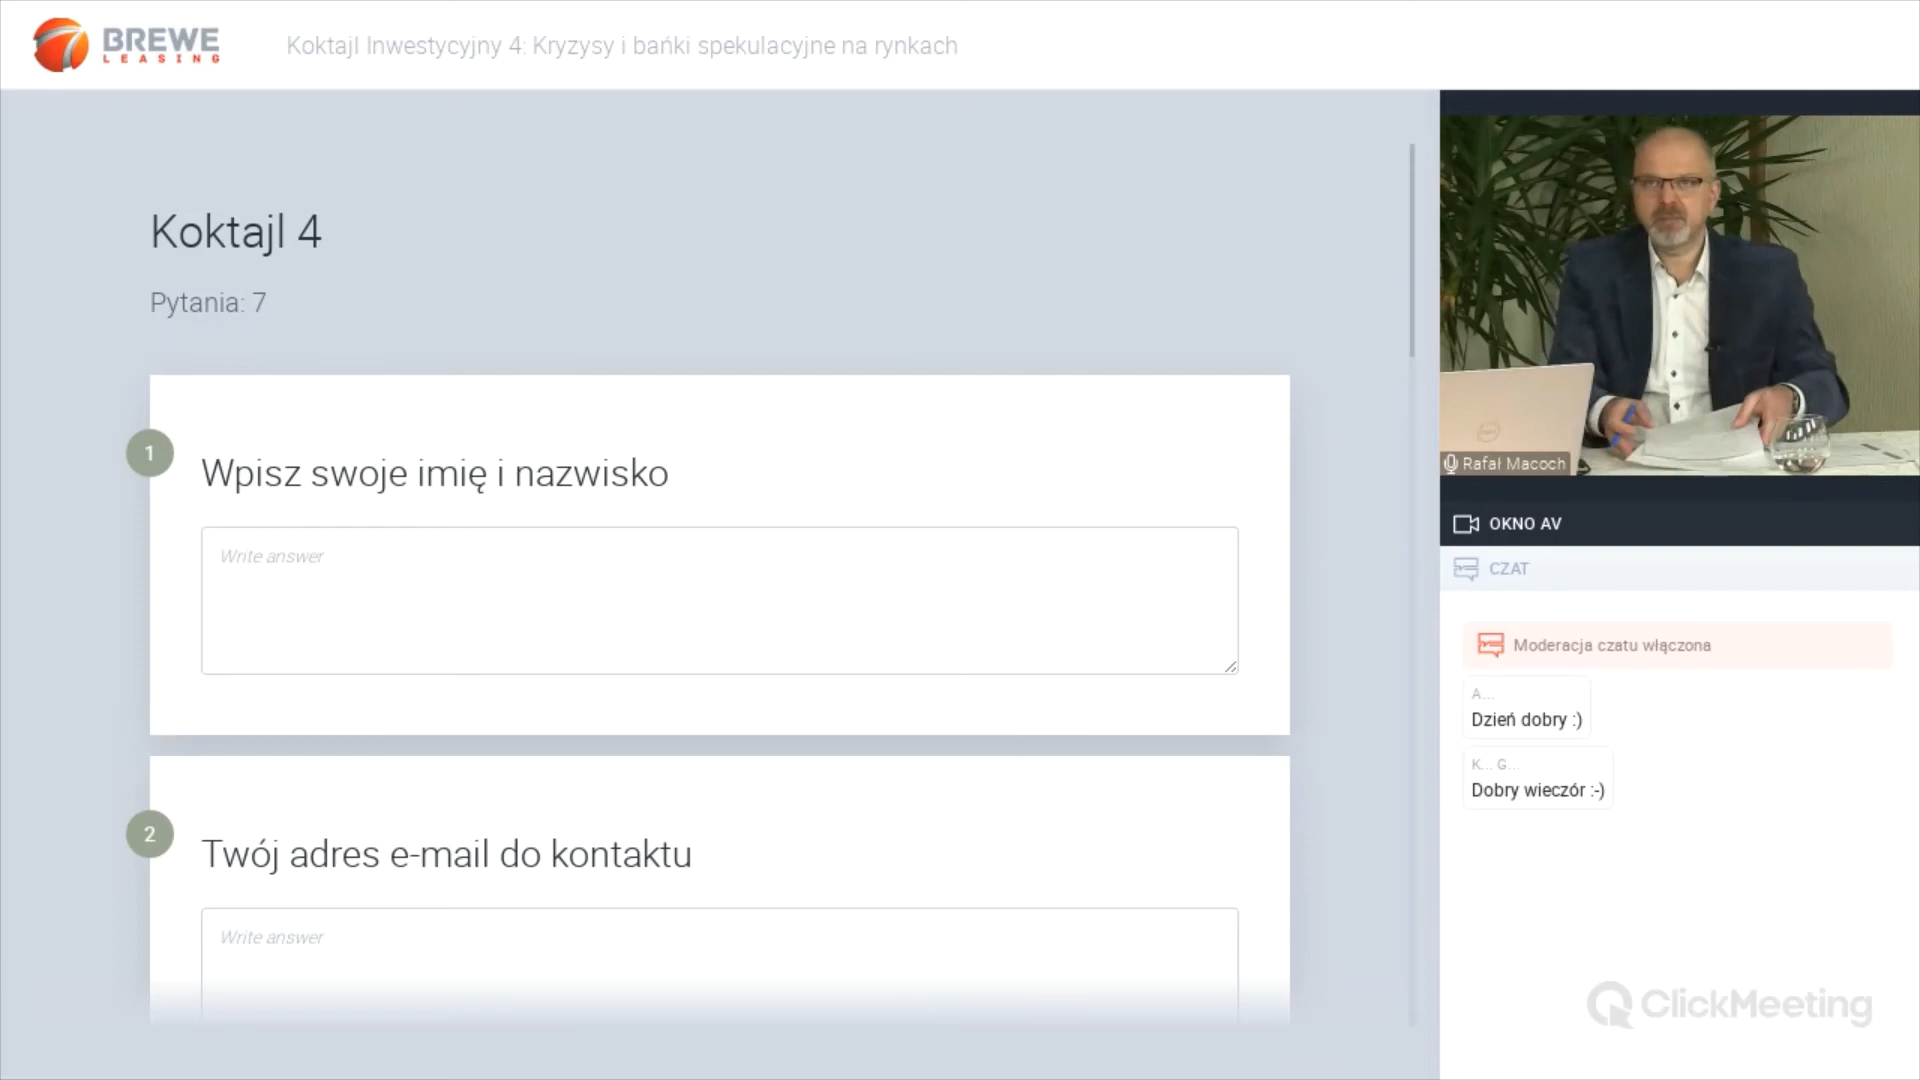 BREWE
LEASING
Koktajl Inwestycyjny 4: Kryzysy i bańki spekulacyjne na rynkach
Koktajl 4
Pytania: 7
1
Wpisz swoje imię i nazwisko
Write answer
2
Twój adres e-mail do kontaktu
Write answer
Rafał Macoch
OKNO AV
CZAT
Moderacja czatu włączona
A...
Dzień dobry :)
K... G...
Dobry wieczór :-)
ClickMeeting